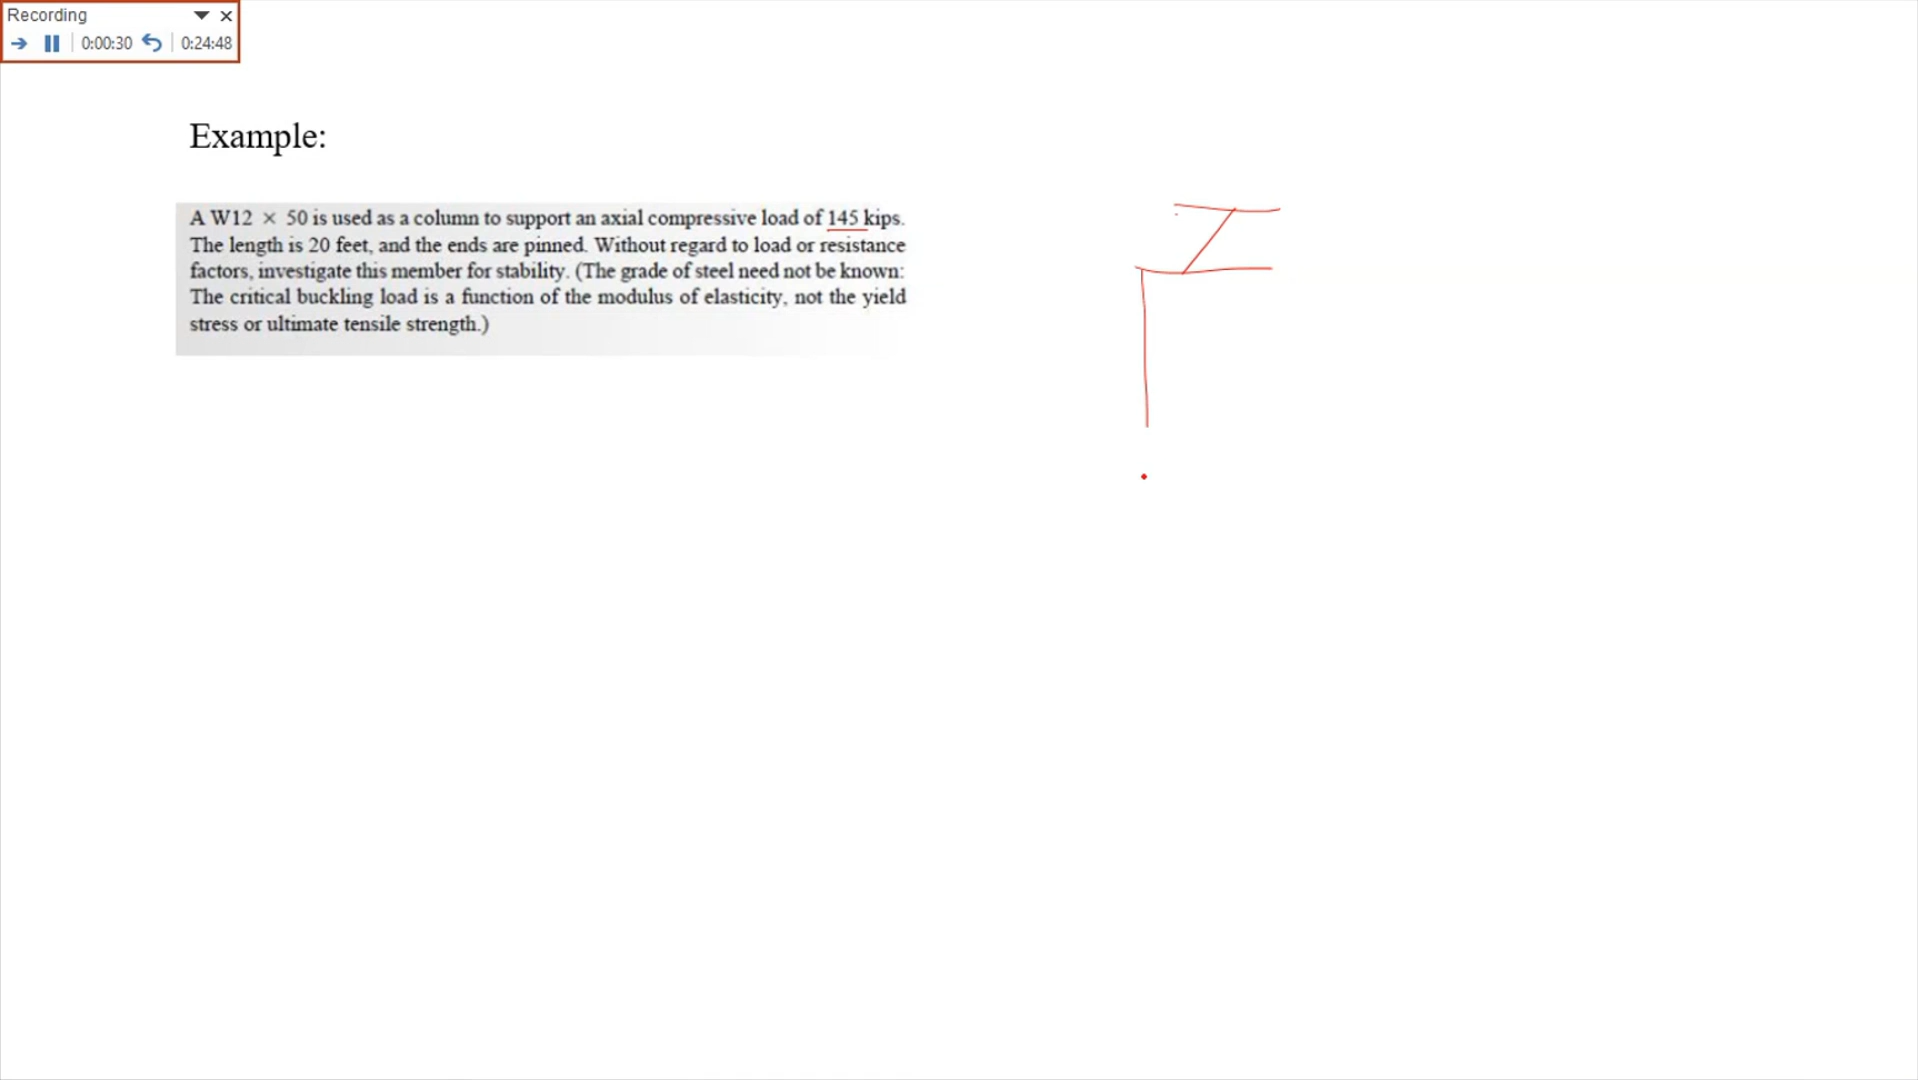 Recording
0:00:30 0:24:48
Example:
A W12 × 50 is used as a column to support an axial compressive load of 145 kips.
The length is 20 feet, and the ends are pinned. Without regard to load or resistance
factors, investigate this member for stability. (The grade of steel need not be known:
The critical buckling load is a function of the modulus of elasticity, not the yield
stress or ultimate tensile strength.)